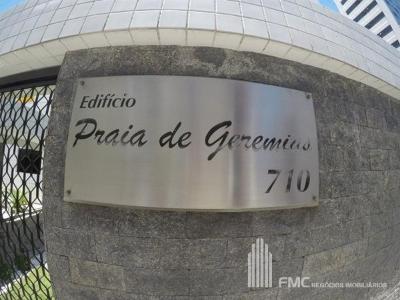 Edifício
Praia de Geremias
710
FMC NEGÓCIOS IMOBILIÁRIOS